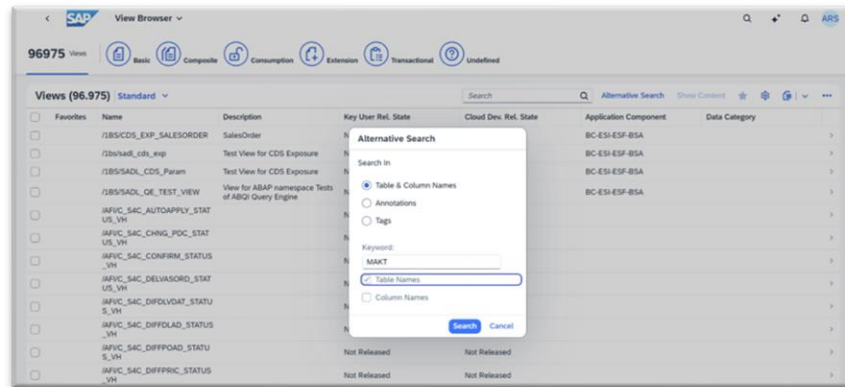 SAP View Browser ARS
96975 Views Basic Composite Consumption Extension Transactional Undefined
Views (96.975) Standard Search Alternative Search Show Content
Favorites Name Description Key User Rel. State Cloud Dev. Rel. State Application Component Data Category
/1BS/CDS_EXP_SALESORDER SalesOrder N BC-ESI-ESF-BSA
/1bs/sadl_cds_exp Test View for CDS Exposure N BC-ESI-ESF-BSA
/1BS/SADL_CDS_Param Test View for CDS Exposure N BC-ESI-ESF-BSA
/1BS/SADL_QE_TEST_VIEW View for ABAP namespace Tests N BC-ESI-ESF-BSA
of ABQI Query Engine
/AFI/C_S4C_AUTOAPPLY_STAT N
US_VH
/AFI/C_S4C_CHNG_PDC_STAT N
US_VH
/AFI/C_S4C_CONFIRM_STATUS N
_VH
/AFI/C_S4C_DELVASORD_STAT N
US_VH
/AFI/C_S4C_DIFDLVDAT_STATU N
S_VH
/AFI/C_S4C_DIFFDLAD_STATUS N
_VH
/AFI/C_S4C_DIFFPOAD_STATU Not Released Not Released
S_VH
/AFI/C_S4C_DIFFPRIC_STATUS Not Released Not Released
_VH
Alternative Search
Search In
Table & Column Names
Annotations
Tags
Keyword:
MAKT
Table Names
Column Names
Search Cancel